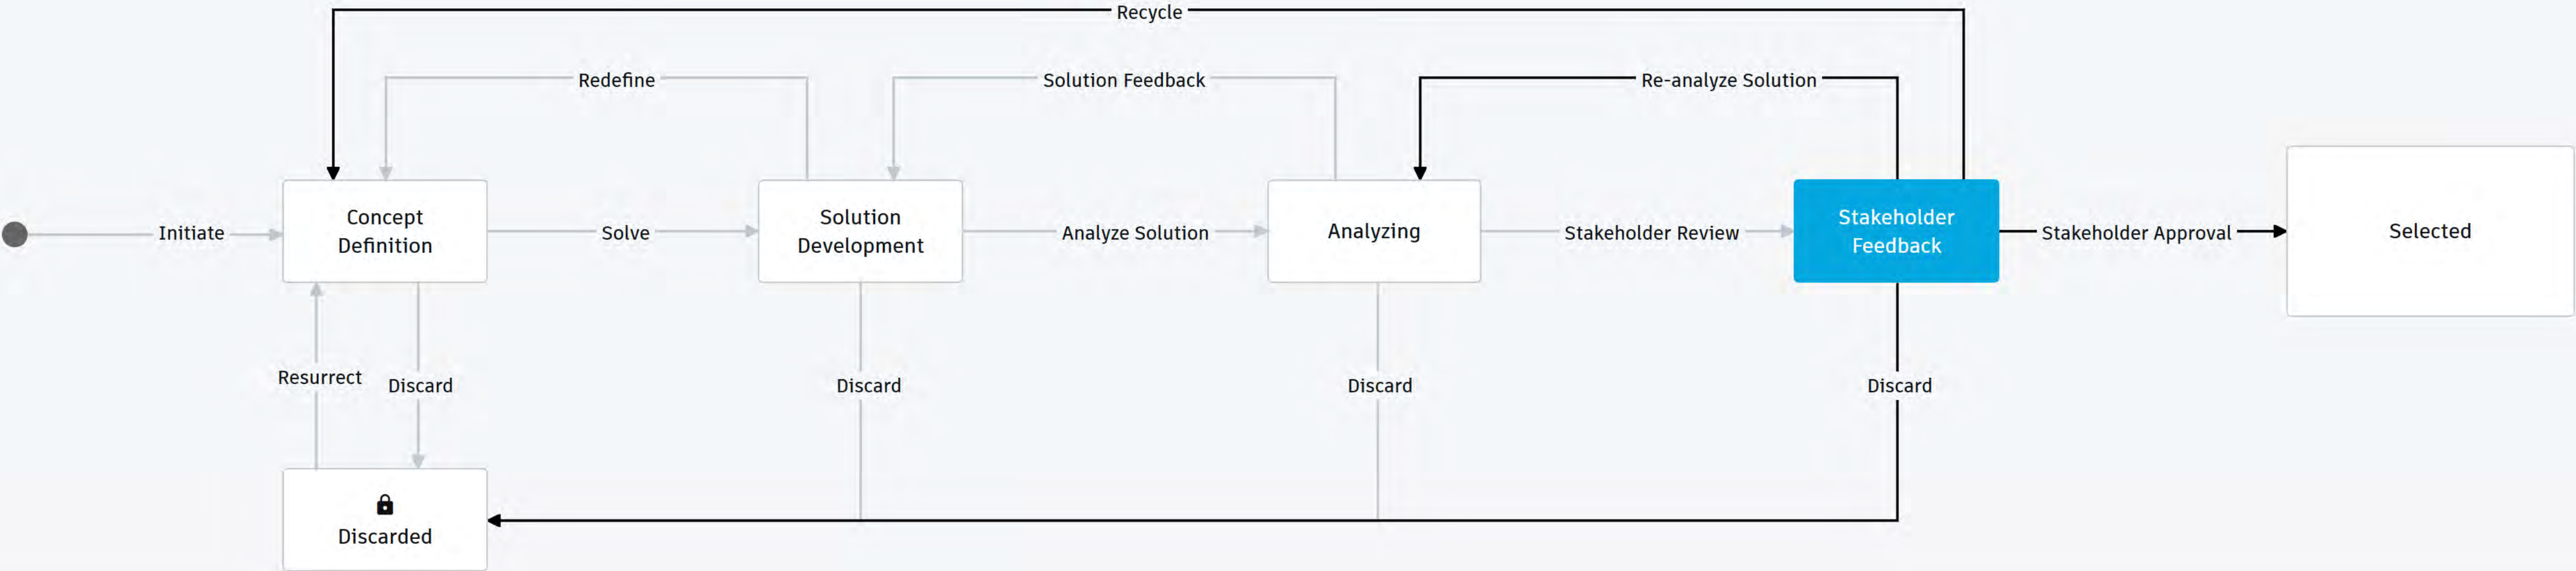 Recycle
Redefine
Solution Feedback
Re-analyze Solution
Initiate
Concept
Definition
Solve
Solution
Development
Analyze Solution
Analyzing
Stakeholder Review
Stakeholder
Feedback
Stakeholder Approval
Selected
Resurrect
Discard
Discard
Discard
Discard
Discarded